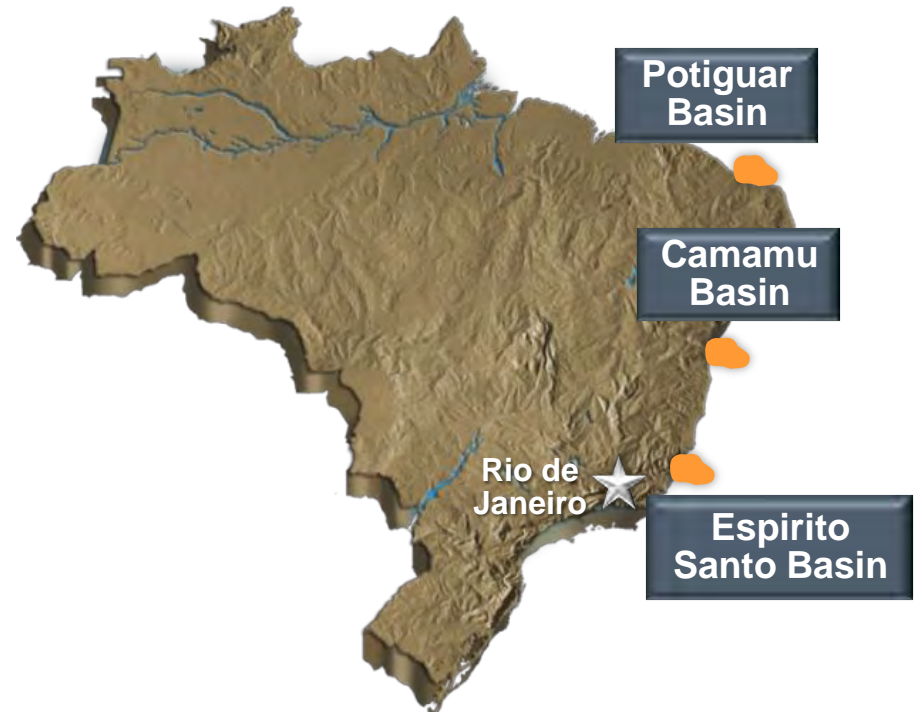 Potiguar
Basin
Camamu
Basin
Rio de
Janeiro
Espirito
Santo Basin